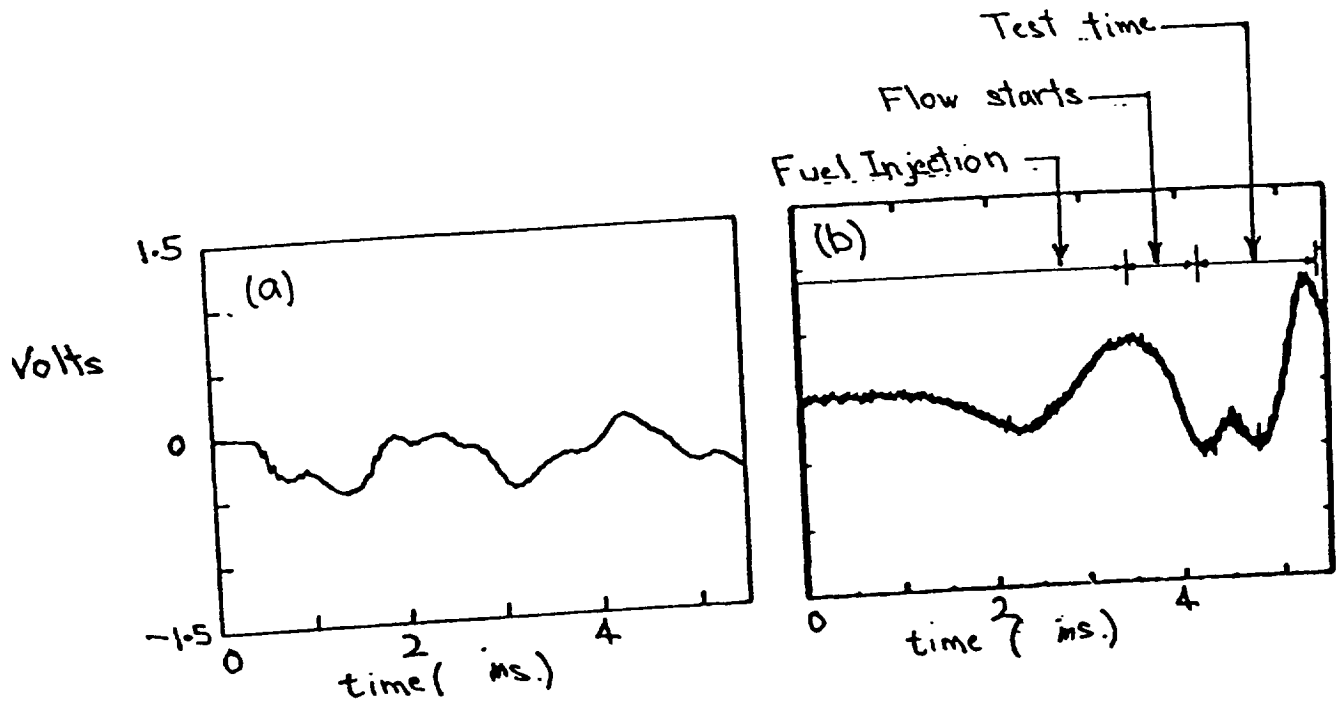 Test time
Flow starts
Fuel Injection
(a)
(b)
1.5
Volts
0
-1.5
0 2 4
time( ms.)
0 2 4
time ( ms.)